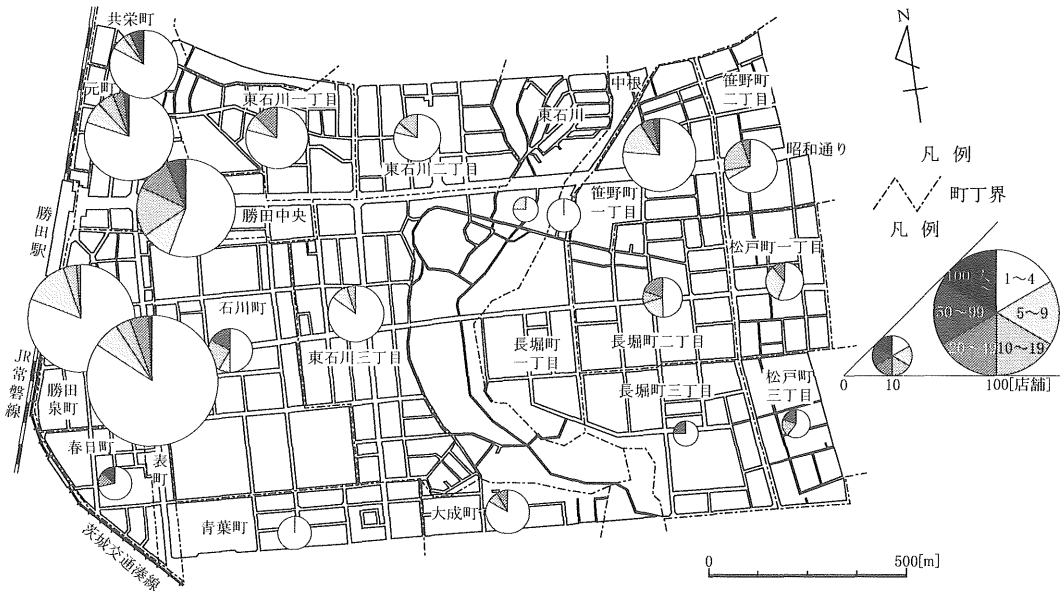 共栄町
N
元町
東石川一丁目
中根
東石川
笹野町
二丁目
昭和通り
東石川二丁目
凡 例
町丁界
凡 例
笹野町
一丁目
勝田中央
勝田駅
松戸町一丁目
石川町
東石川三丁目
長堀町
一丁目
長堀町二丁目
長堀町三丁目
松戸町
三丁目
JR常磐線
勝田
泉町
春日町
表町
青葉町
大成町
茨城交通湊線
1〜4
5〜9
10〜19
50〜99
0
10
100[店舗]
0
500[m]